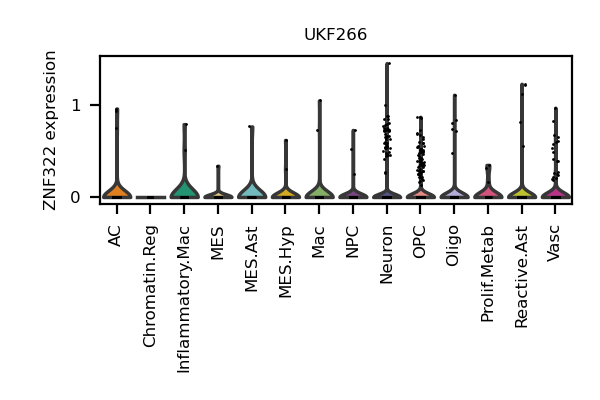 UKF266
ZNF322 expression
1
0
AC
Chromatin.Reg
Inflammatory.Mac
MES
MES.Ast
MES.Hyp
Mac
NPC
Neuron
OPC
Oligo
Prolif.Metab
Reactive.Ast
Vasc